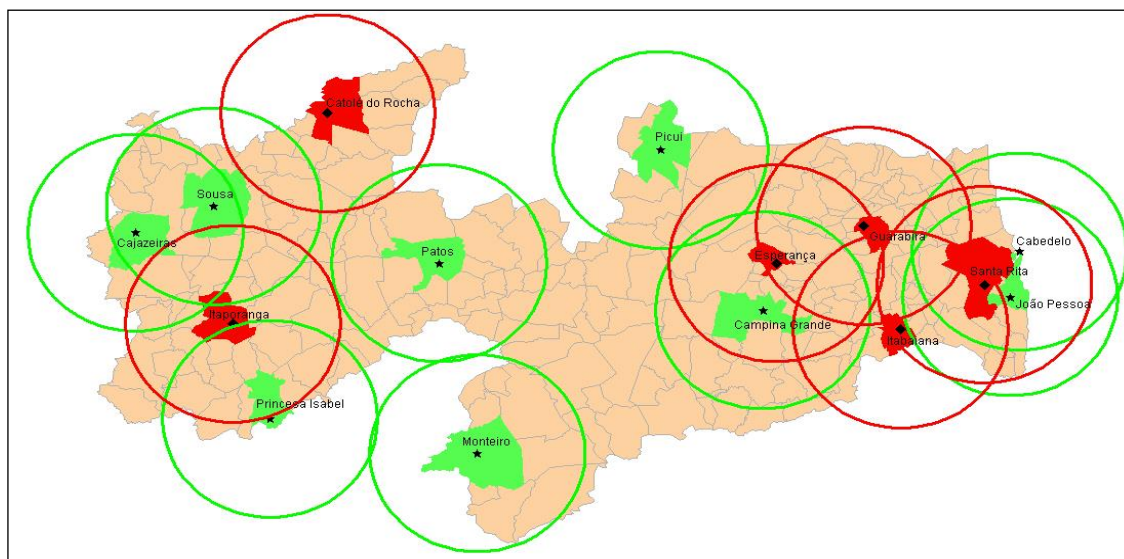 Catolé do Rocha
Picuí
Sousa
Cajazeiras
Patos
Guarabira
Cabedelo
Esperança
Santa Rita
João Pessoa
Itaporanga
Campina Grande
Itabaiana
Princesa Isabel
Monteiro